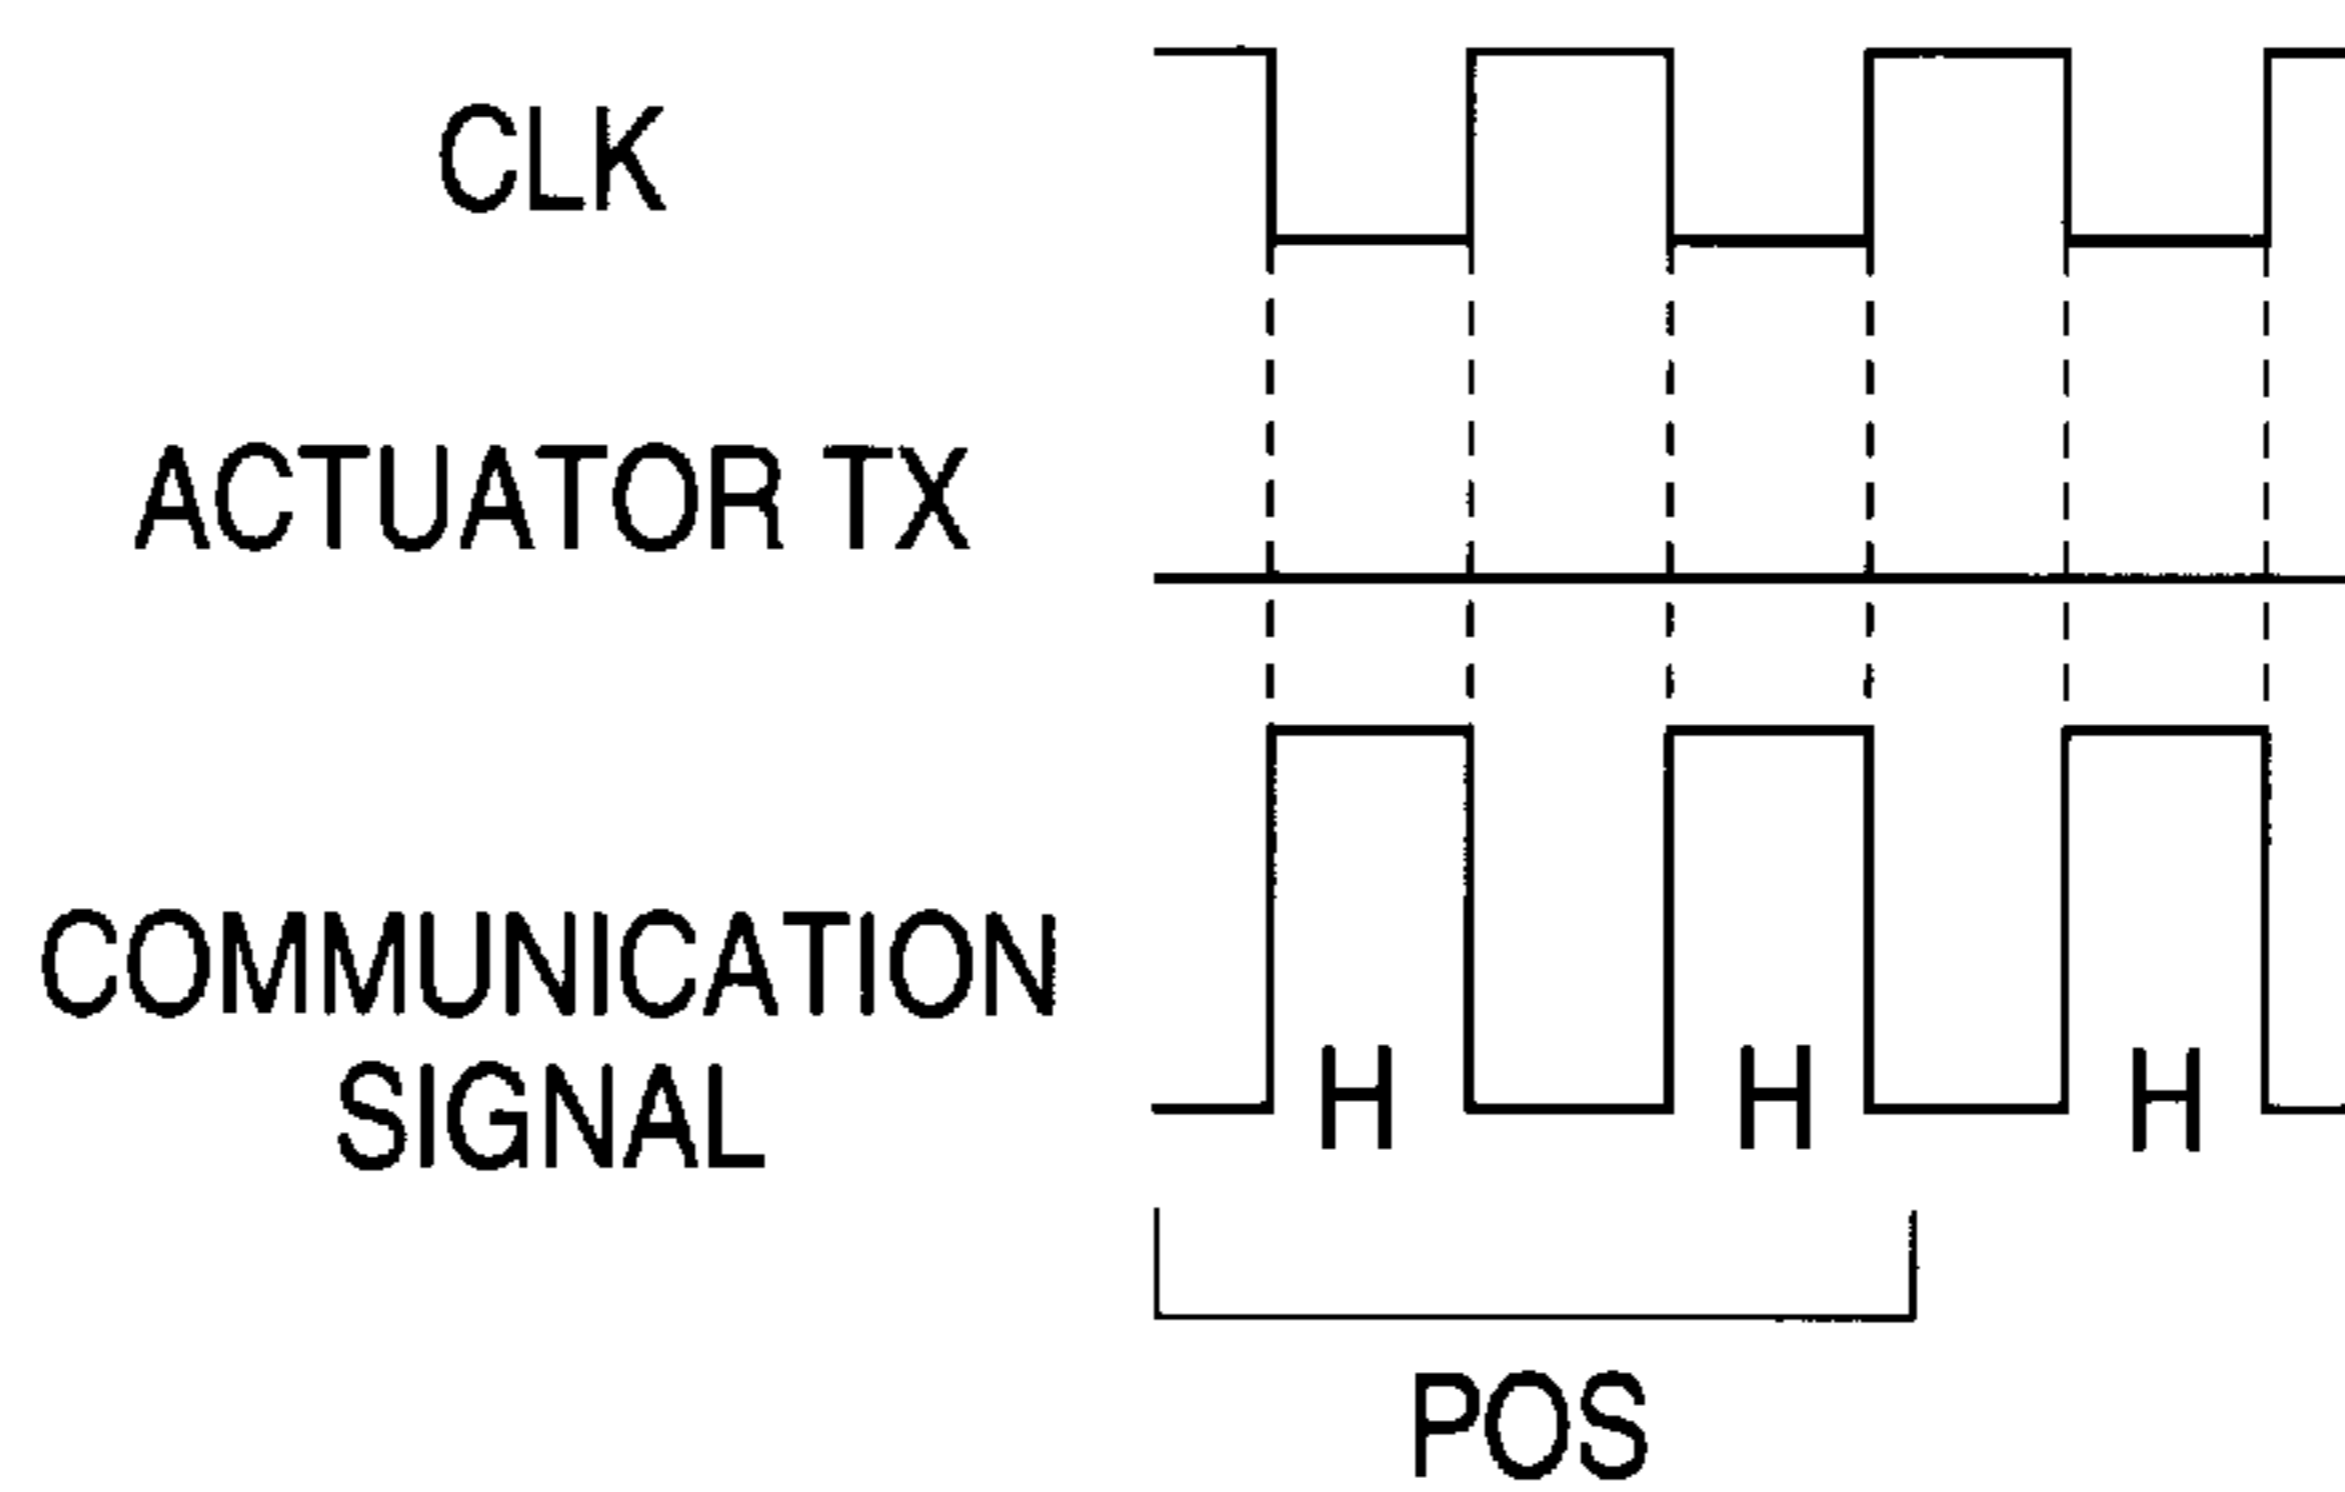 CLK
ACTUATOR TX
COMMUNICATION
SIGNAL
H H H
POS